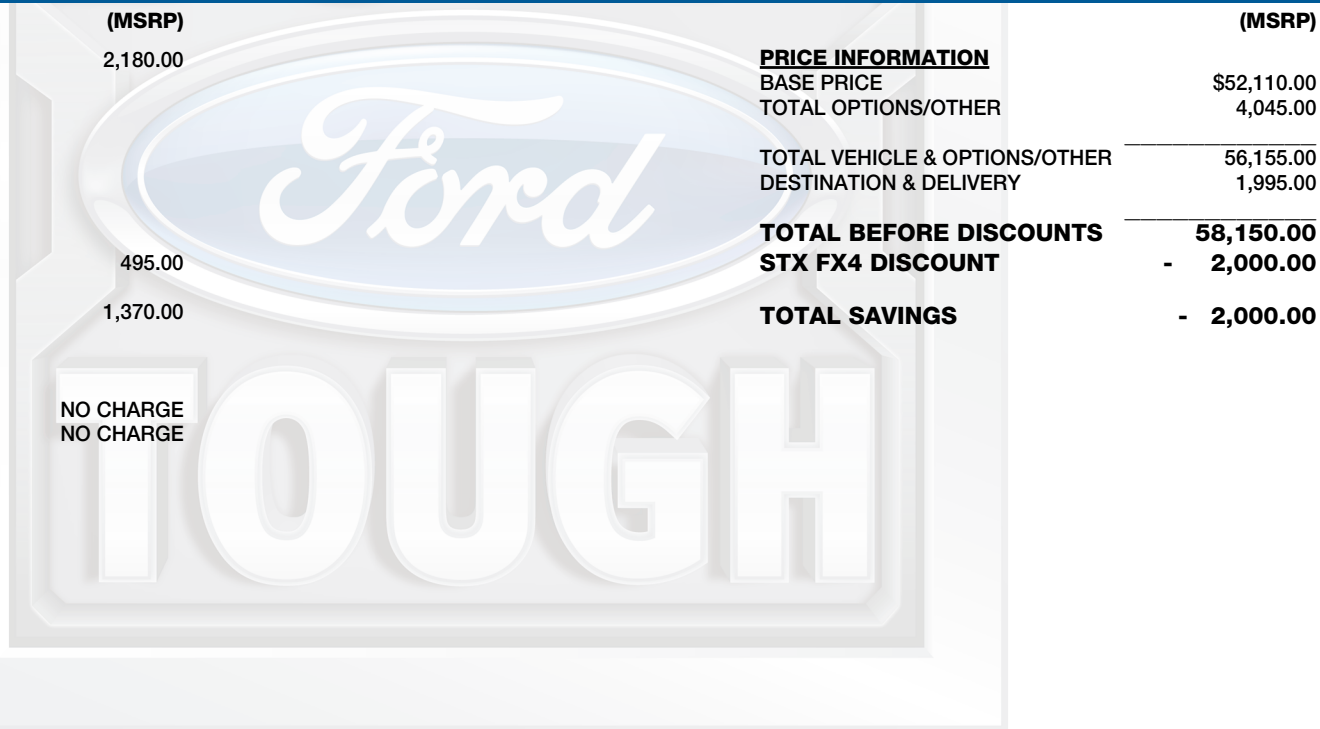 (MSRP)
2,180.00
495.00
1,370.00
NO CHARGE
NO CHARGE
Ford
TOUGH
(MSRP)
PRICE INFORMATION
BASE PRICE $52,110.00
TOTAL OPTIONS/OTHER 4,045.00
TOTAL VEHICLE & OPTIONS/OTHER 56,155.00
DESTINATION & DELIVERY 1,995.00
TOTAL BEFORE DISCOUNTS 58,150.00
STX FX4 DISCOUNT - 2,000.00
TOTAL SAVINGS - 2,000.00